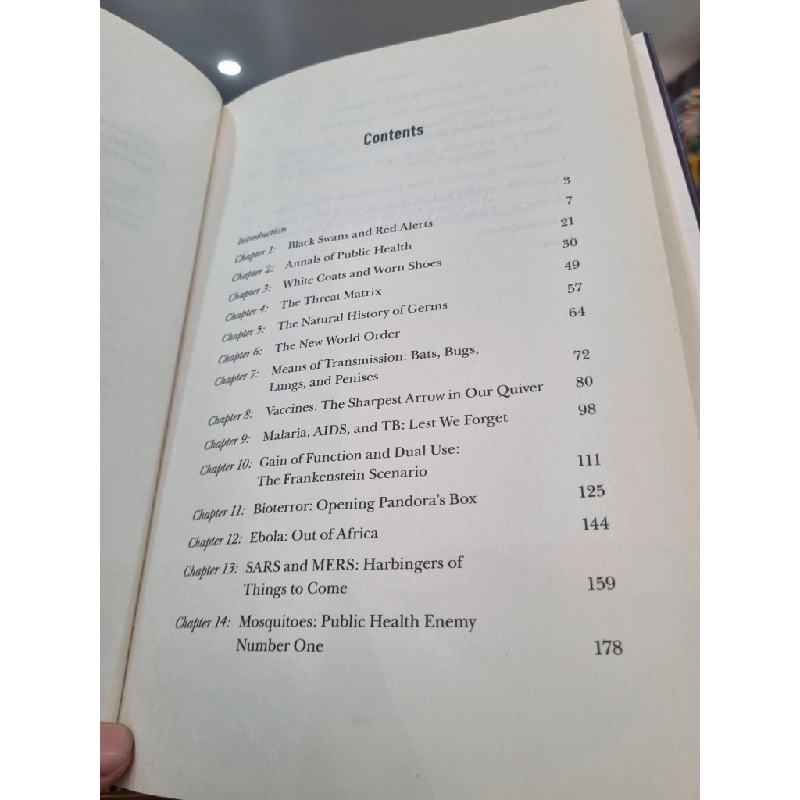 Contents
Introduction 3
Chapter 1: Black Swans and Red Alerts 7
Chapter 2: Annals of Public Health 21
Chapter 3: White Coats and Worn Shoes 30
Chapter 4: The Threat Matrix 49
Chapter 5: The Natural History of Germs 57
Chapter 6: The New World Order 64
Chapter 7: Means of Transmission: Bats, Bugs,
Lungs, and Penises 72
Chapter 8: Vaccines: The Sharpest Arrow in Our Quiver 80
Chapter 9: Malaria, AIDS, and TB: Lest We Forget 98
Chapter 10: Gain of Function and Dual Use:
The Frankenstein Scenario 111
Chapter 11: Bioterror: Opening Pandora's Box 125
Chapter 12: Ebola: Out of Africa 144
Chapter 13: SARS and MERS: Harbingers of
Things to Come 159
Chapter 14: Mosquitoes: Public Health Enemy
Number One 178